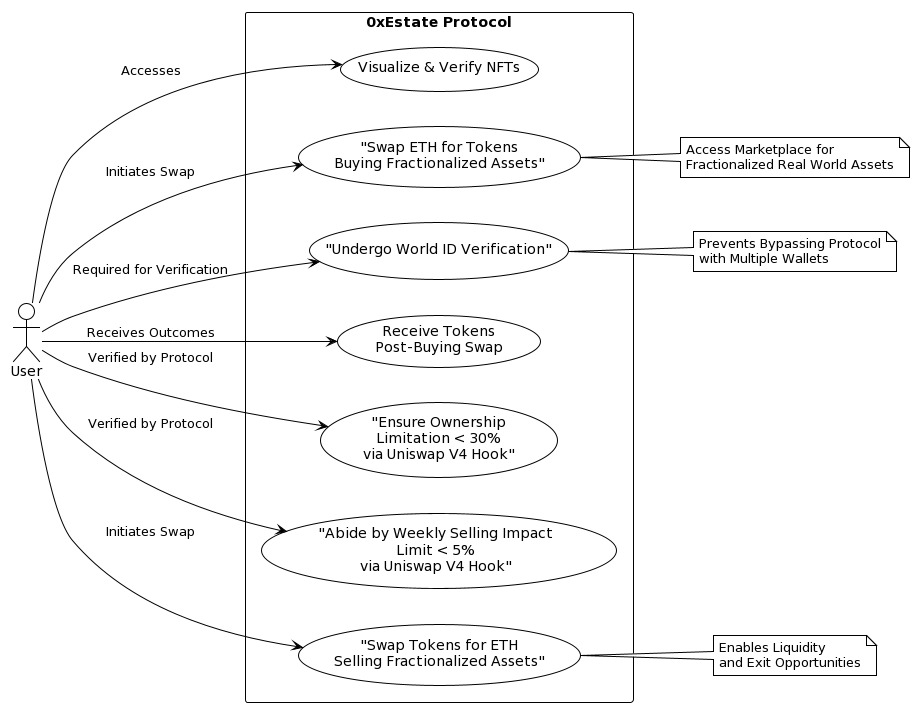 0xEstate Protocol
Accesses
Visualize & Verify NFTs
Initiates Swap
"Swap ETH for Tokens
Buying Fractionalized Assets"
Access Marketplace for
Fractionalized Real World Assets
Required for Verification
"Undergo World ID Verification"
Prevents Bypassing Protocol
with Multiple Wallets
Receives Outcomes
Receive Tokens
Post-Buying Swap
User
Verified by Protocol
"Ensure Ownership
Limitation < 30%
via Uniswap V4 Hook"
Verified by Protocol
"Abide by Weekly Selling Impact
Limit < 5%
via Uniswap V4 Hook"
Initiates Swap
"Swap Tokens for ETH
Selling Fractionalized Assets"
Enables Liquidity
and Exit Opportunities